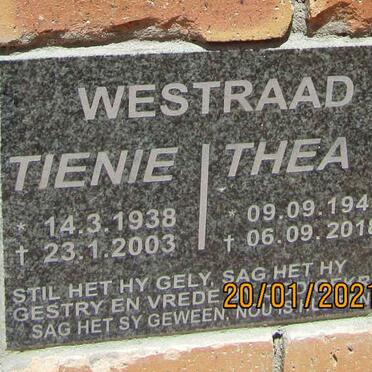 WESTRAAD
TIENIE | THEA
* 14.3.1938 * 09.09.194
† 23.1.2003 † 06.09.2018
STIL HET HY GELY, SAG HET HY
GESTRY EN VREDE
SAG HET SY GEWEEN, NOU IS
20/01/2021